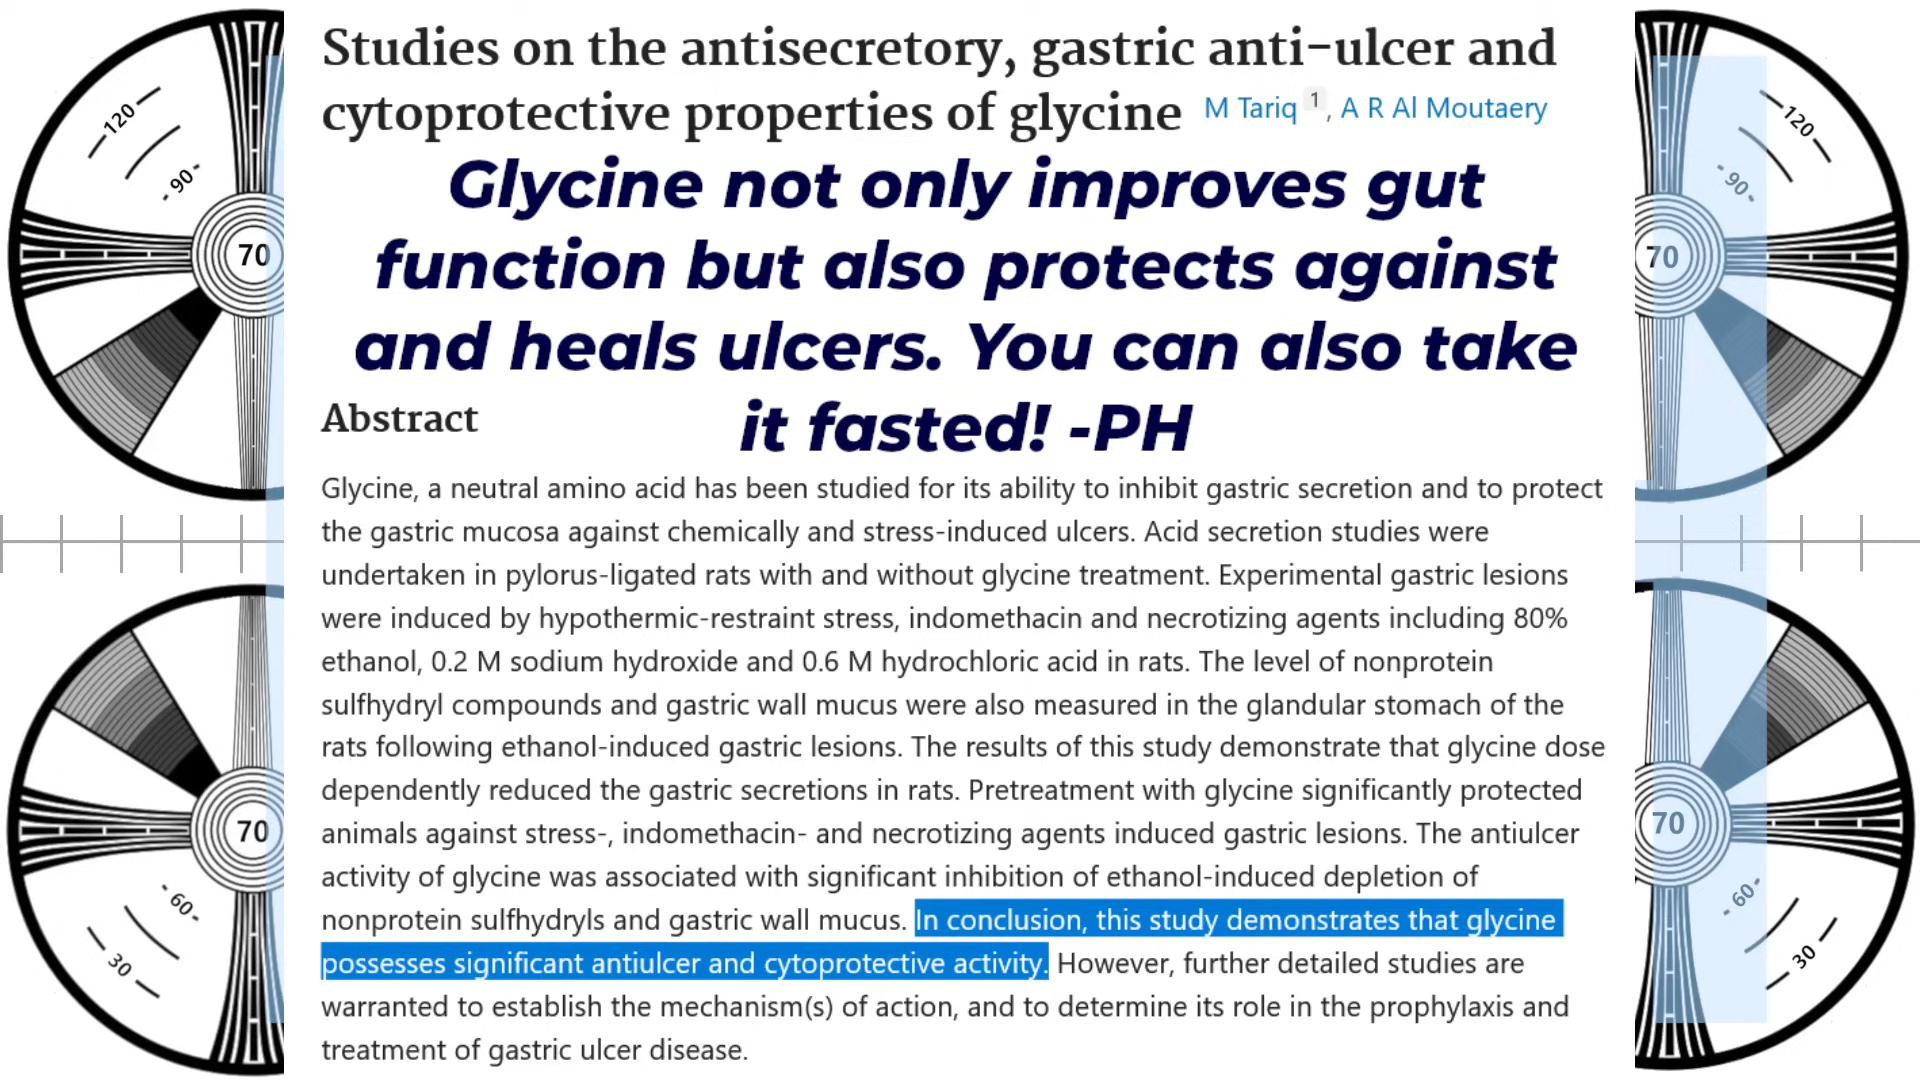 Studies on the antisecretory, gastric anti-ulcer and
cytoprotective properties of glycine M Tariq 1, A R Al Moutaery
Glycine not only improves gut
function but also protects against
and heals ulcers. You can also take
it fasted! -PH
Abstract
Glycine, a neutral amino acid has been studied for its ability to inhibit gastric secretion and to protect
the gastric mucosa against chemically and stress-induced ulcers. Acid secretion studies were
undertaken in pylorus-ligated rats with and without glycine treatment. Experimental gastric lesions
were induced by hypothermic-restraint stress, indomethacin and necrotizing agents including 80%
ethanol, 0.2 M sodium hydroxide and 0.6 M hydrochloric acid in rats. The level of nonprotein
sulfhydryl compounds and gastric wall mucus were also measured in the glandular stomach of the
rats following ethanol-induced gastric lesions. The results of this study demonstrate that glycine dose
dependently reduced the gastric secretions in rats. Pretreatment with glycine significantly protected
animals against stress-, indomethacin- and necrotizing agents induced gastric lesions. The antiulcer
activity of glycine was associated with significant inhibition of ethanol-induced depletion of
nonprotein sulfhydryls and gastric wall mucus. In conclusion, this study demonstrates that glycine
possesses significant antiulcer and cytoprotective activity. However, further detailed studies are
warranted to establish the mechanism(s) of action, and to determine its role in the prophylaxis and
treatment of gastric ulcer disease.
120
-90-
70
120
-90-
70
70
-60-
30
70
-60-
30